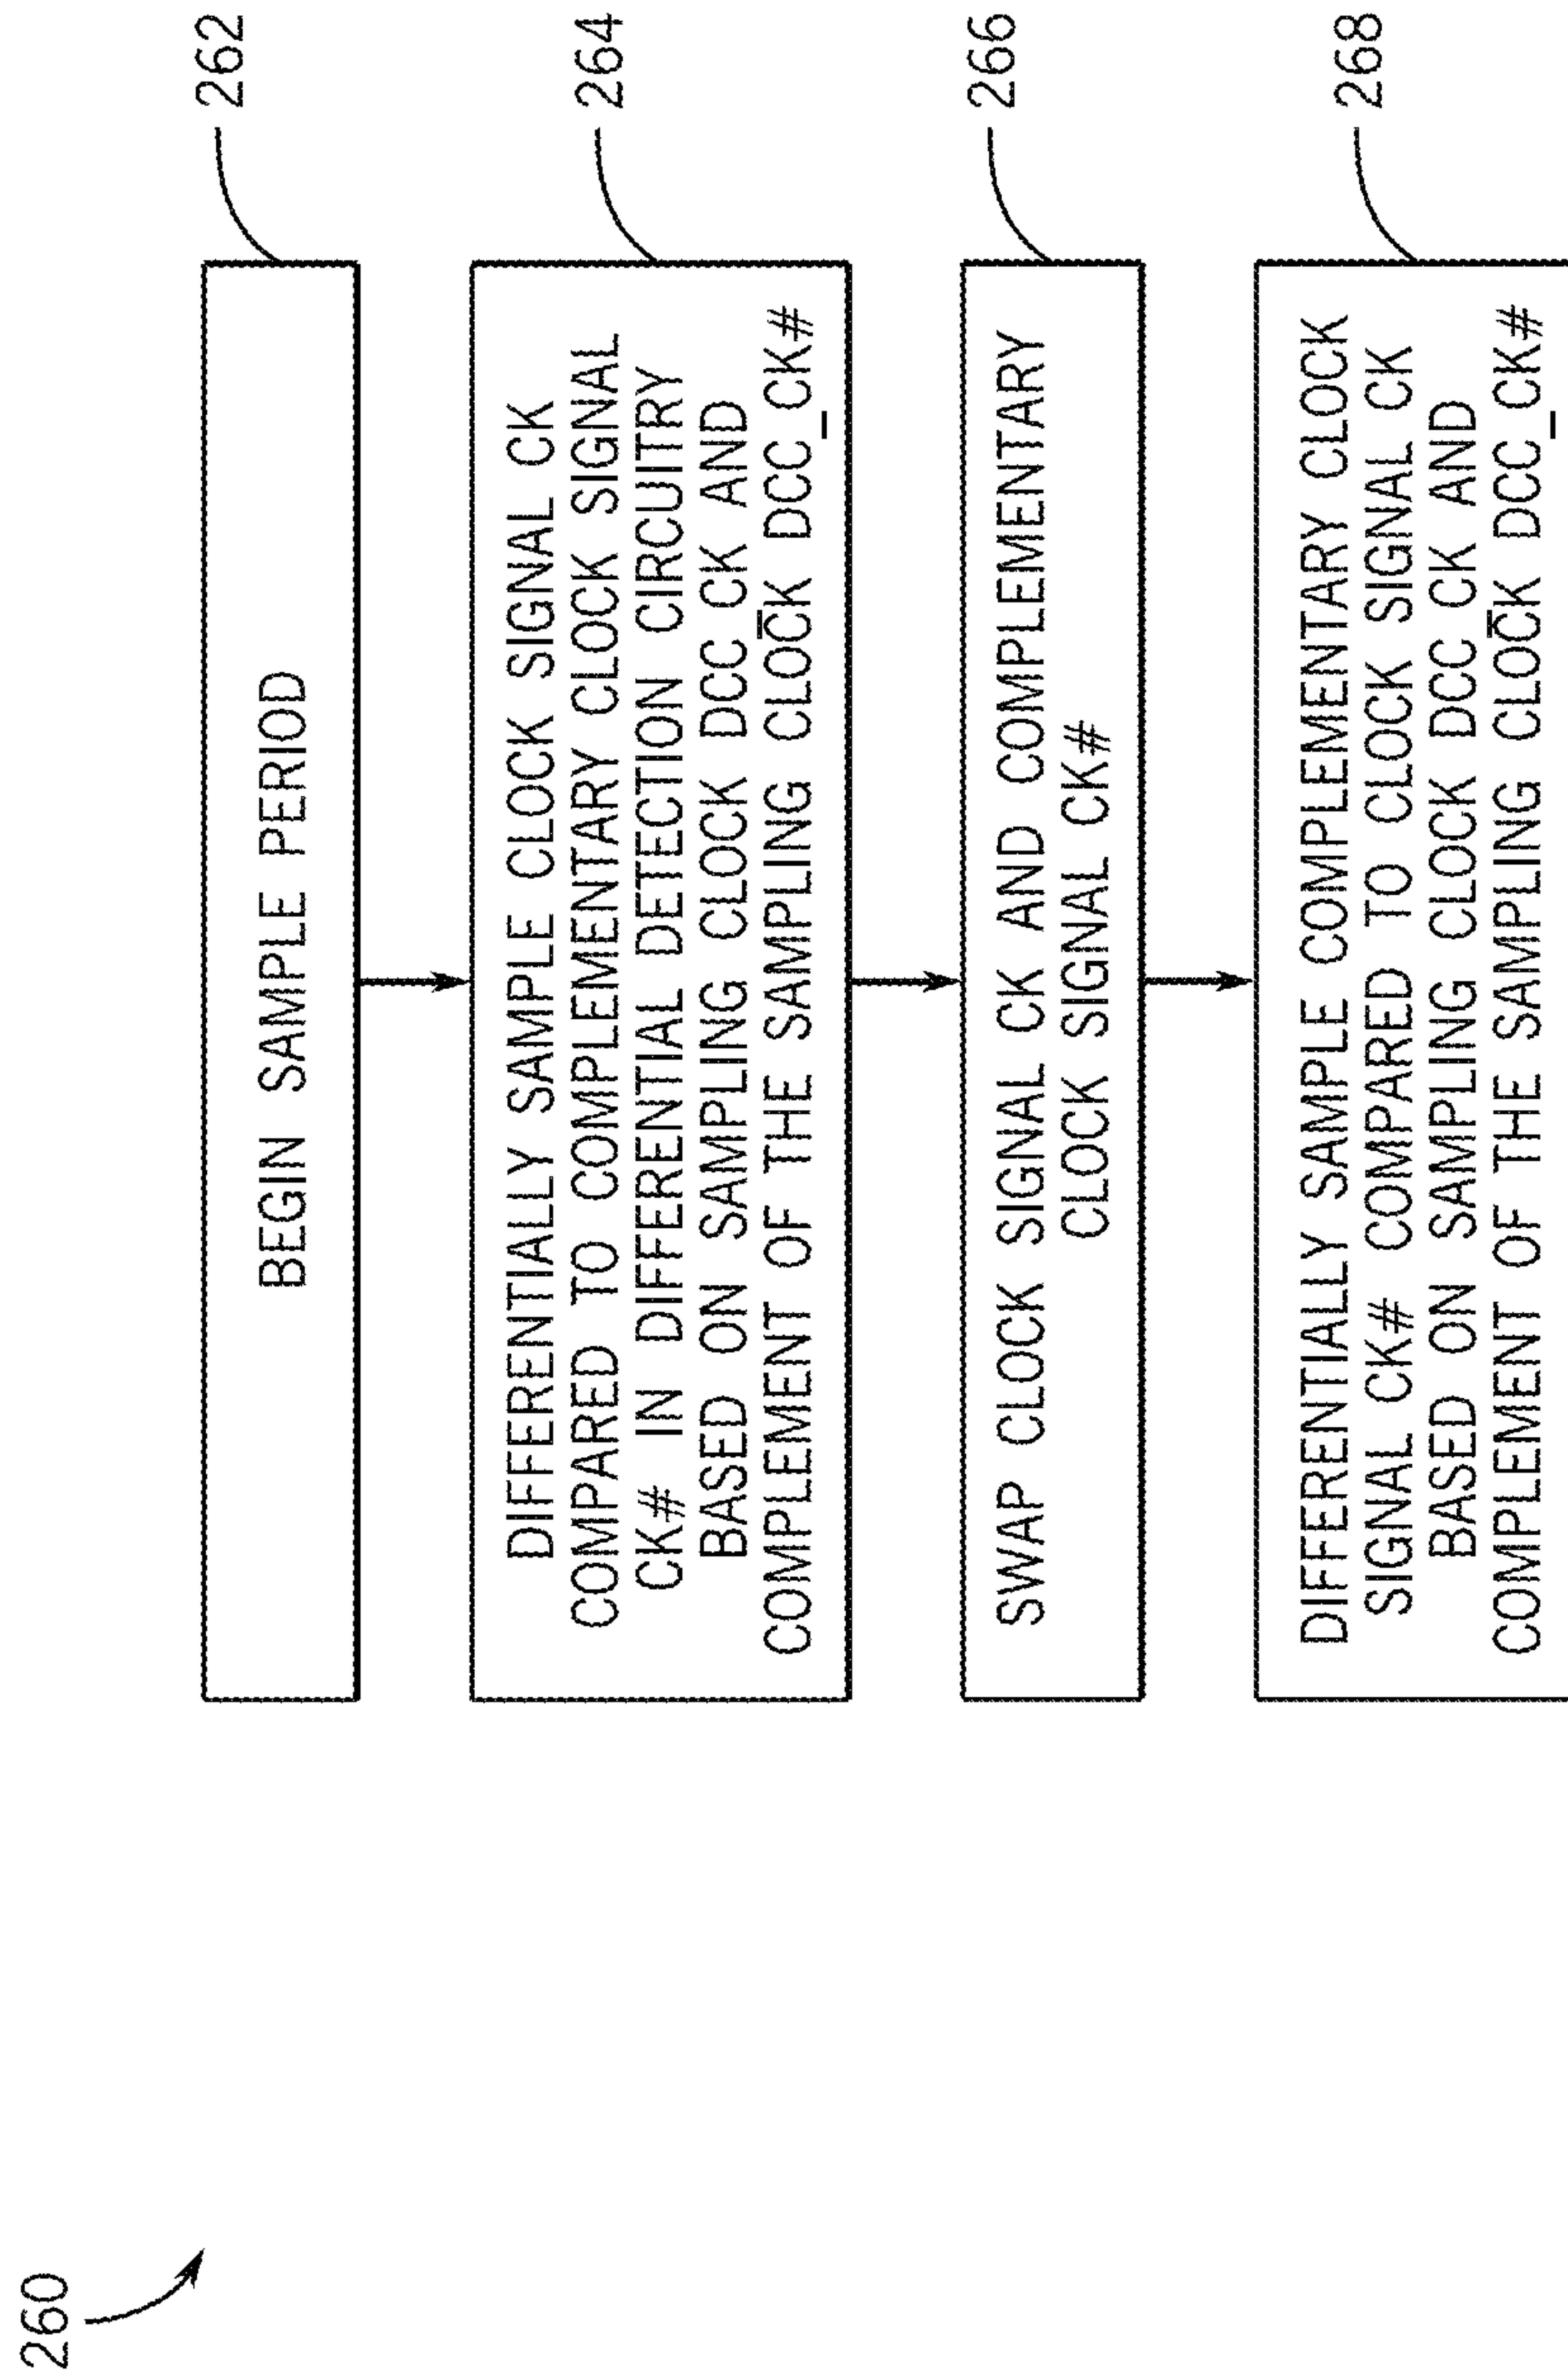 260
BEGIN SAMPLE PERIOD
262
DIFFERENTIALLY SAMPLE CLOCK SIGNAL CK
COMPARED TO COMPLEMENTARY CLOCK SIGNAL
CK# IN DIFFERENTIAL DETECTION CIRCUITRY
BASED ON SAMPLING CLOCK DCC_CK AND
COMPLEMENT OF THE SAMPLING CLOCK DCC_CK#
264
SWAP CLOCK SIGNAL CK AND COMPLEMENTARY
CLOCK SIGNAL CK#
266
DIFFERENTIALLY SAMPLE COMPLEMENTARY CLOCK
SIGNAL CK# COMPARED TO CLOCK SIGNAL CK
BASED ON SAMPLING CLOCK DCC_CK AND
COMPLEMENT OF THE SAMPLING CLOCK DCC_CK#
268